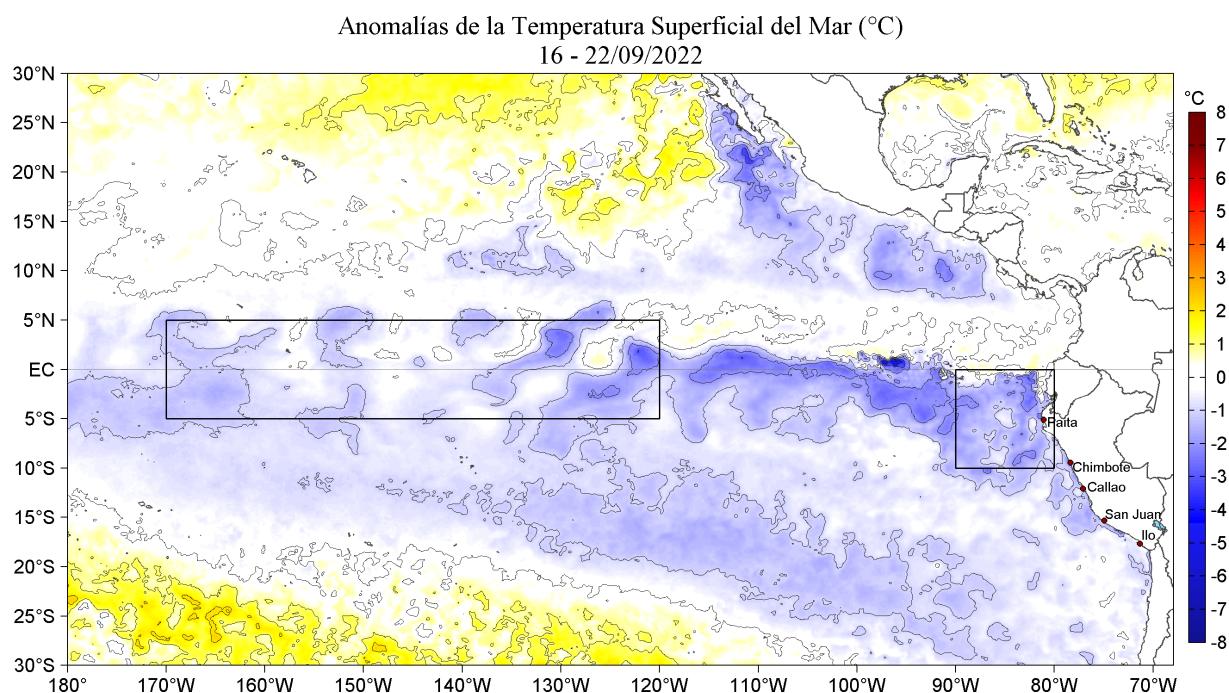 Anomalías de la Temperatura Superficial del Mar (°C)
16 - 22/09/2022
30°N
25°N
20°N
15°N
10°N
5°N
EC
5°S
10°S
15°S
20°S
25°S
30°S
180°
170°W
160°W
150°W
140°W
130°W
120°W
110°W
100°W
90°W
80°W
70°W
Paita
Chimbote
Callao
San Juan
Ilo
°C
8
7
6
5
4
3
2
1
0
-1
-2
-3
-4
-5
-6
-7
-8